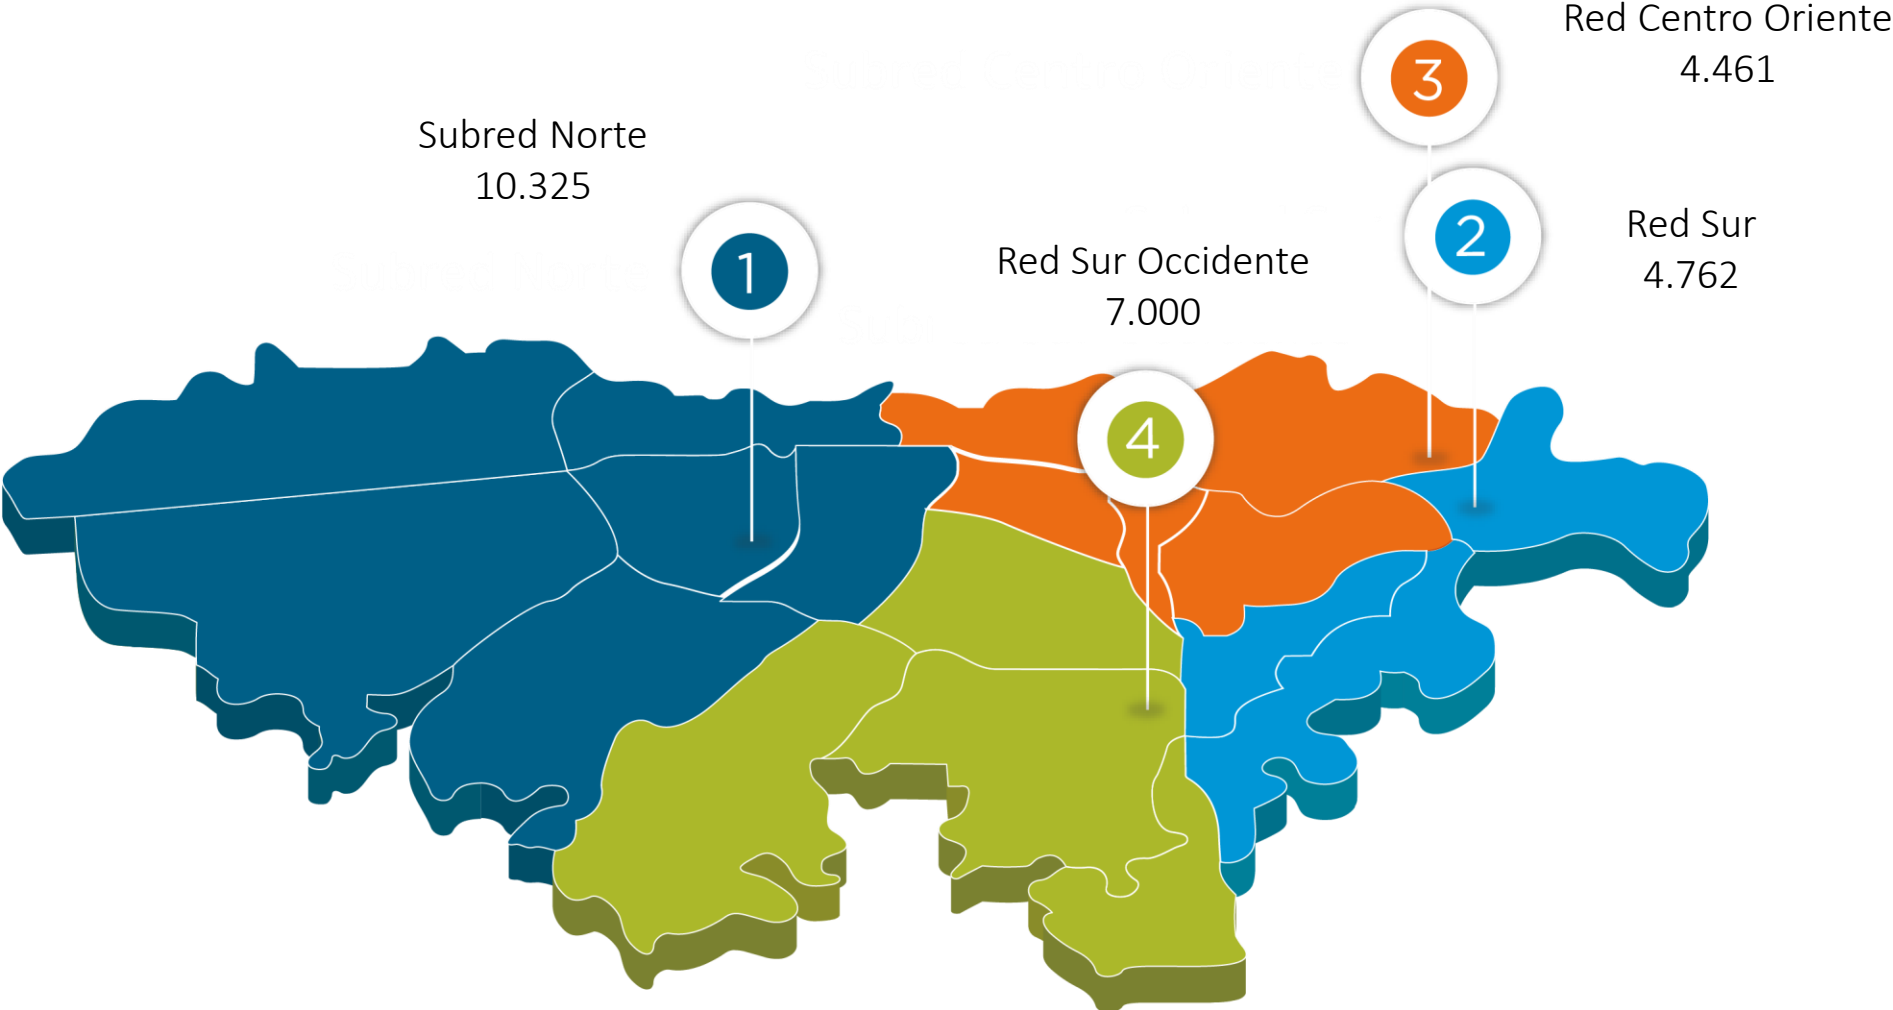 Red Centro Oriente
4.461
3
Subred Norte
10.325
1
2
Red Sur
4.762
Red Sur Occidente
7.000
4